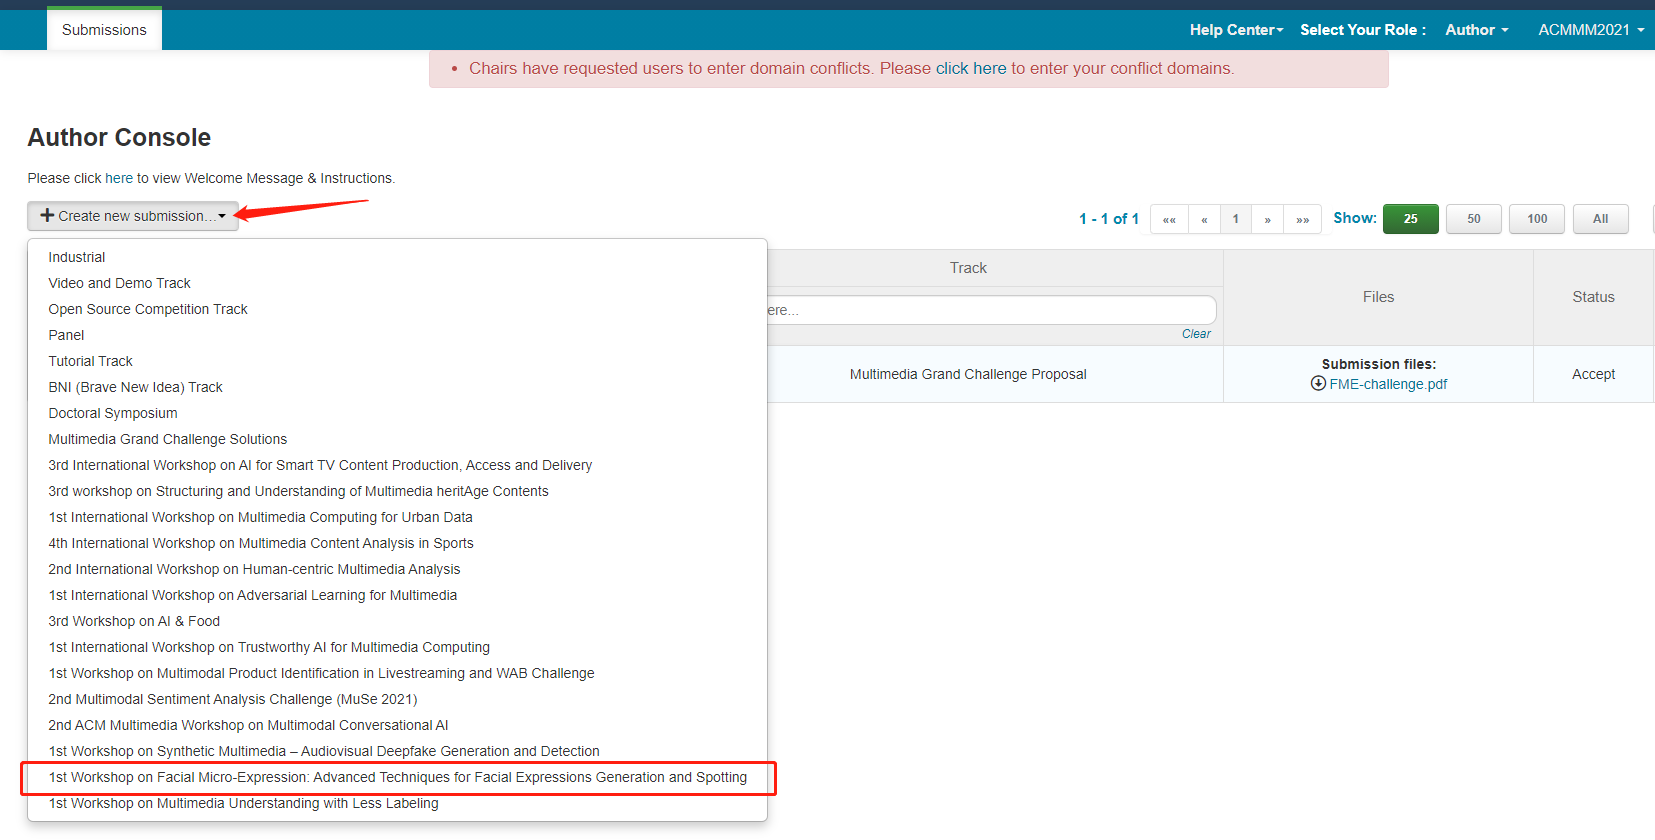 Submissions
Help Center
Select Your Role :
Author
ACMMM2021
• Chairs have requested users to enter domain conflicts. Please click here to enter your conflict domains.
Author Console
Please click here to view Welcome Message & Instructions.
+ Create new submission...
1 - 1 of 1
««
«
1
»
»»
Show:
25
50
100
All
Industrial
Video and Demo Track
Open Source Competition Track
Panel
Tutorial Track
BNI (Brave New Idea) Track
Doctoral Symposium
Multimedia Grand Challenge Solutions
3rd International Workshop on AI for Smart TV Content Production, Access and Delivery
3rd workshop on Structuring and Understanding of Multimedia heritAge Contents
1st International Workshop on Multimedia Computing for Urban Data
4th International Workshop on Multimedia Content Analysis in Sports
2nd International Workshop on Human-centric Multimedia Analysis
1st International Workshop on Adversarial Learning for Multimedia
3rd Workshop on AI & Food
1st International Workshop on Trustworthy AI for Multimedia Computing
1st Workshop on Multimodal Product Identification in Livestreaming and WAB Challenge
2nd Multimodal Sentiment Analysis Challenge (MuSe 2021)
2nd ACM Multimedia Workshop on Multimodal Conversational AI
1st Workshop on Synthetic Multimedia – Audiovisual Deepfake Generation and Detection
1st Workshop on Facial Micro-Expression: Advanced Techniques for Facial Expressions Generation and Spotting
1st Workshop on Multimedia Understanding with Less Labeling
Track
ere...
Clear
Files
Status
Multimedia Grand Challenge Proposal
Submission files:
FME-challenge.pdf
Accept